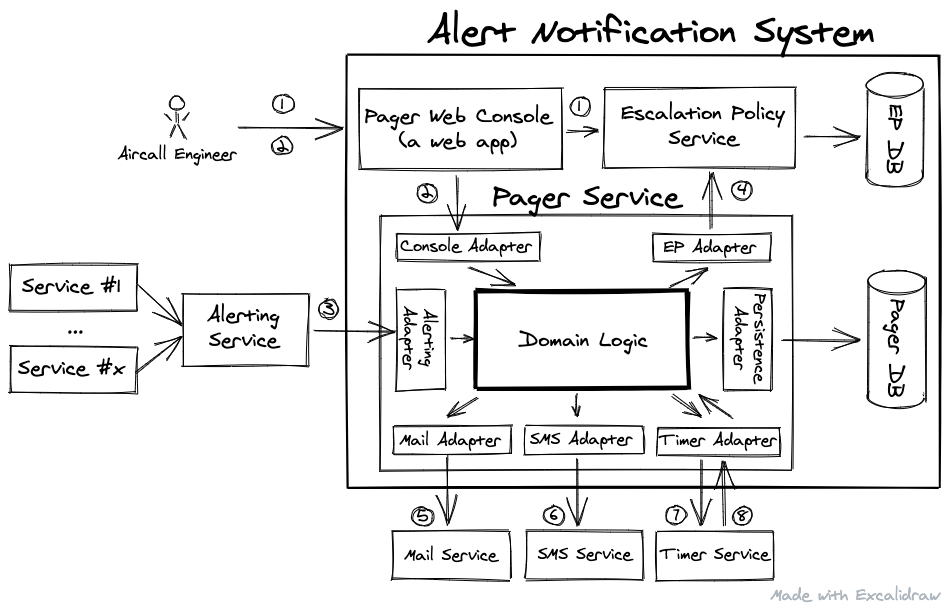 Alert Notification System
1
2
Aircall Engineer
Pager Web Console
(a web app)
1
Escalation Policy
Service
EP DB
2
4
Pager Service
Console Adapter
EP Adapter
Service #1
...
Service #x
Alerting
Service
3
Alerting
Adapter
Domain Logic
Persistence
Adapter
Pager DB
Mail Adapter
SMS Adapter
Timer Adapter
5
6
7
8
Mail Service
SMS Service
Timer Service
Made with Excalidraw